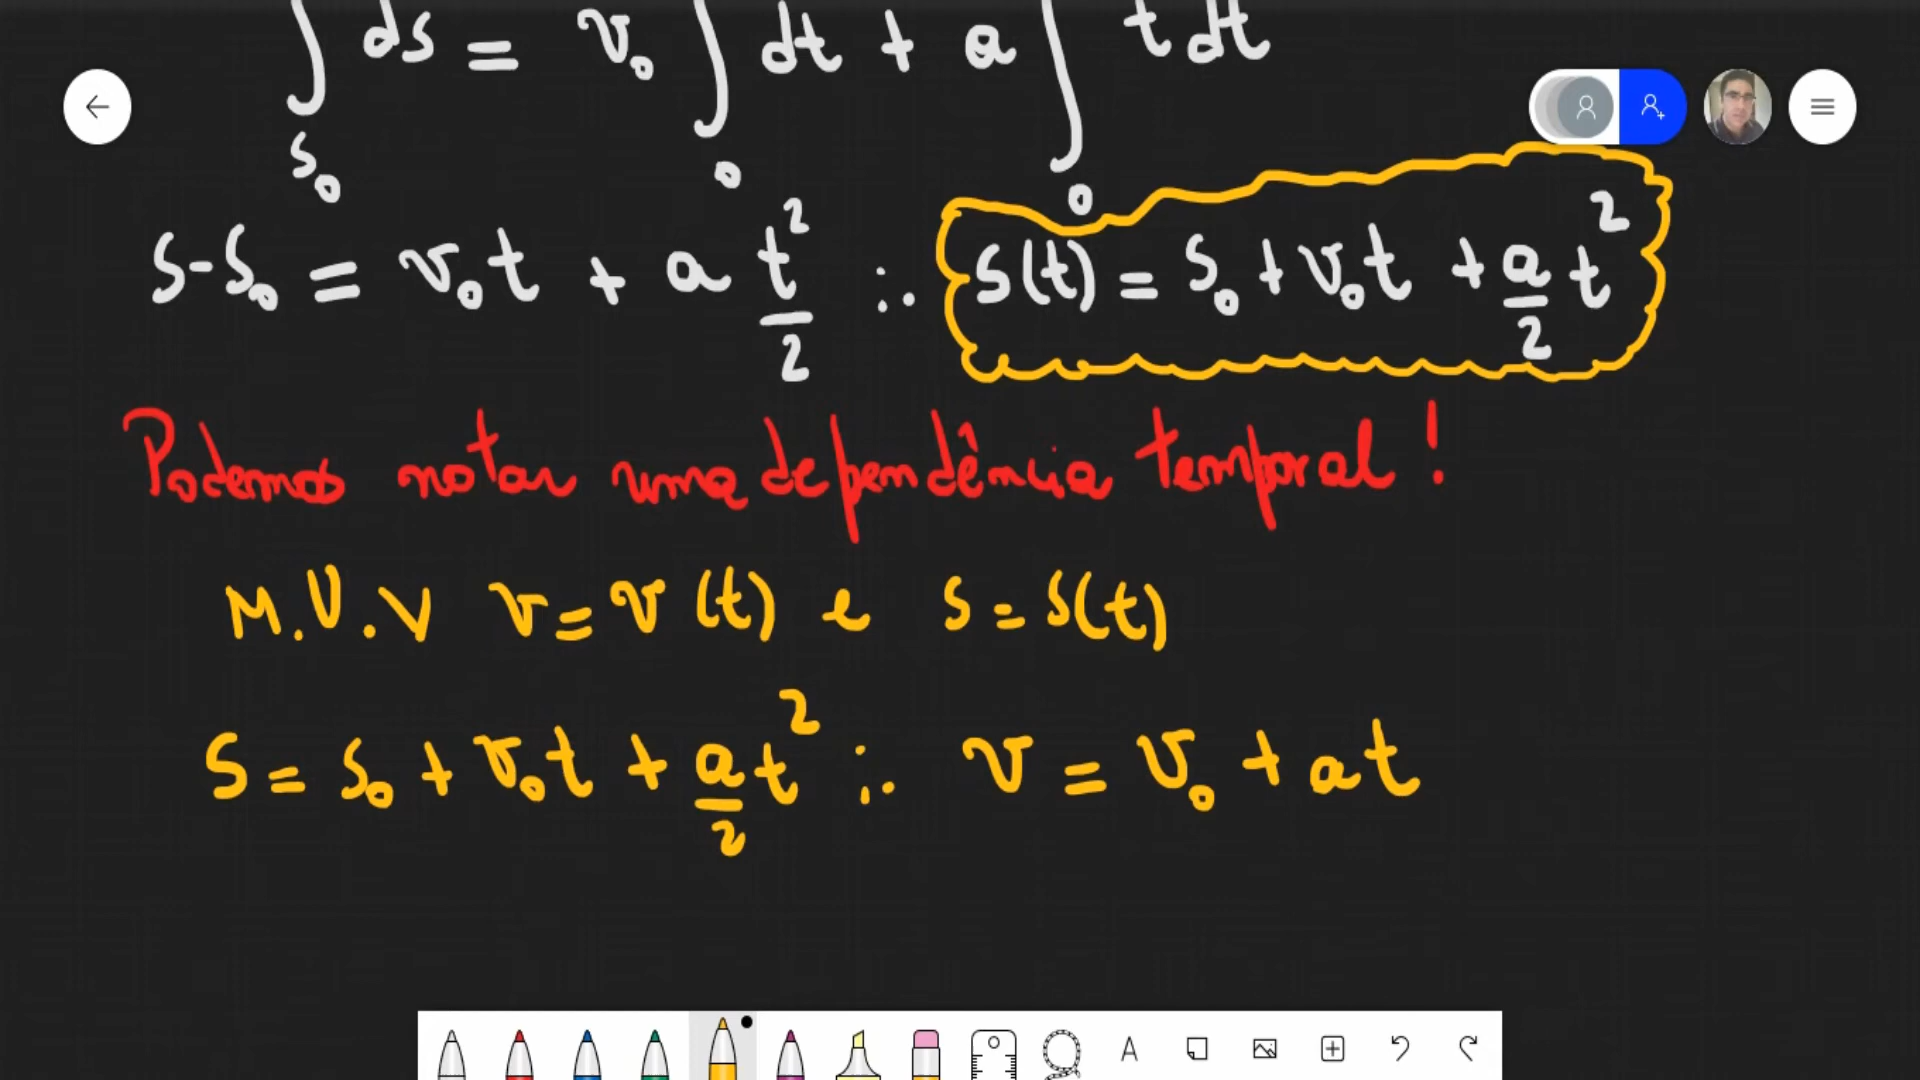 ∫ ds = v₀ ∫ dt + a ∫ t dt
s₀ 0 0
S-S₀ = v₀t + a t²/2 ∴ S(t) = S₀ + v₀t + a/2 t²
Podemos notar uma dependência temporal!
M.U.V v = v(t) e S = S(t)
S = S₀ + v₀t + a/2 t² ∴ v = v₀ + at
A